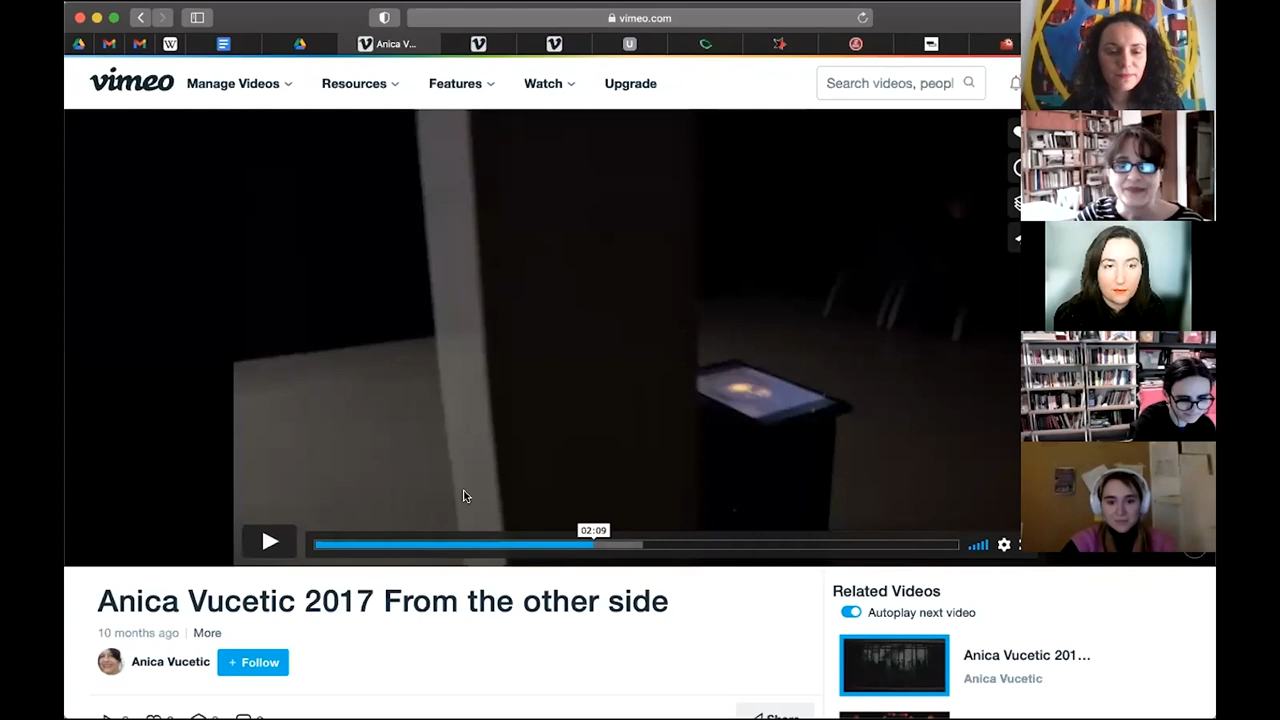 vimeo.com
Anica V...
vimeo Manage Videos Resources Features Watch Upgrade Search videos, peopl
02:09
Anica Vucetic 2017 From the other side
10 months ago | More
Anica Vucetic + Follow
Related Videos
Autoplay next video
Anica Vucetic 201...
Anica Vucetic
Share